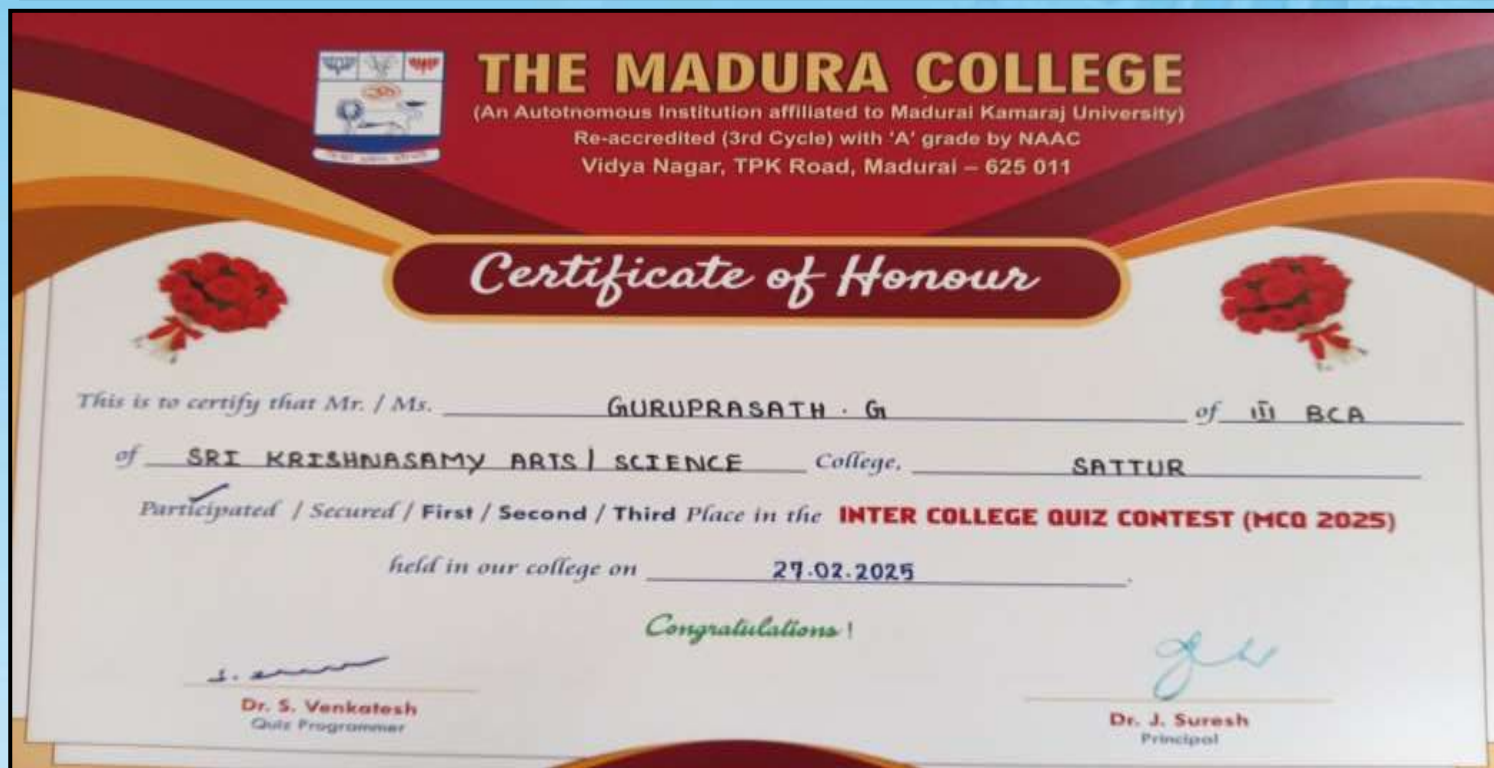 THE MADURA COLLEGE
(An Autotnomous Institution affiliated to Madurai Kamaraj University)
Re-accredited (3rd Cycle) with 'A' grade by NAAC
Vidya Nagar, TPK Road, Madurai – 625 011
Certificate of Honour
This is to certify that Mr. / Ms. GURUPRASATH . G of III BCA
of SRI KRISHNASAMY ARTS | SCIENCE College, SATTUR
Participated / Secured / First / Second / Third Place in the INTER COLLEGE QUIZ CONTEST (MCQ 2025)
held in our college on 27.02.2025.
Congratulations !
Dr. S. Venkatesh
Quiz Programmer
Dr. J. Suresh
Principal